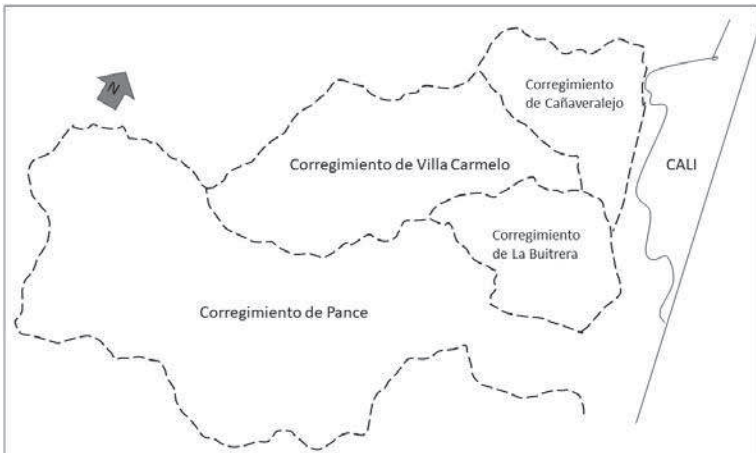 N
Corregimiento
de Cañaveralejo
Corregimiento de Villa Carmelo
CALI
Corregimiento
de La Buitrera
Corregimiento de Pance